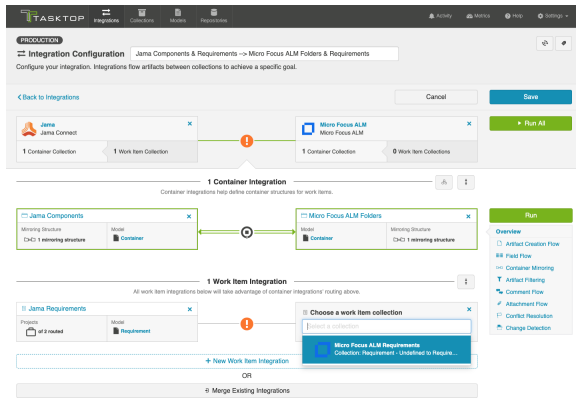 TASKTOP
Integrations
Collections
Models
Repositories
Activity
Metrics
Help
Settings
PRODUCTION
Integration Configuration
Jama Components & Requirements --> Micro Focus ALM Folders & Requirements
Configure your integration. Integrations flow artifacts between collections to achieve a specific goal.
Back to Integrations
Cancel
Save
Jama
Jama Connect
1 Container Collection
1 Work Item Collection
Micro Focus ALM
Micro Focus ALM
1 Container Collection
0 Work Item Collections
Run All
1 Container Integration
Container integrations help define container structures for work items.
Jama Components
Mirroring Structure
1 mirroring structure
Model
Container
Micro Focus ALM Folders
Model
Container
Mirroring Structure
1 mirroring structure
Run
Overview
Artifact Creation Flow
Field Flow
Container Mirroring
Artifact Filtering
Comment Flow
Attachment Flow
Conflict Resolution
Change Detection
1 Work Item Integration
All work item integrations below will take advantage of container integrations' routing above.
Jama Requirements
Projects
of 2 routed
Model
Requirement
Choose a work item collection
Select a collection
Micro Focus ALM Requirements
Collection: Requirement - Undefined to Require...
+ New Work Item Integration
OR
Merge Existing Integrations